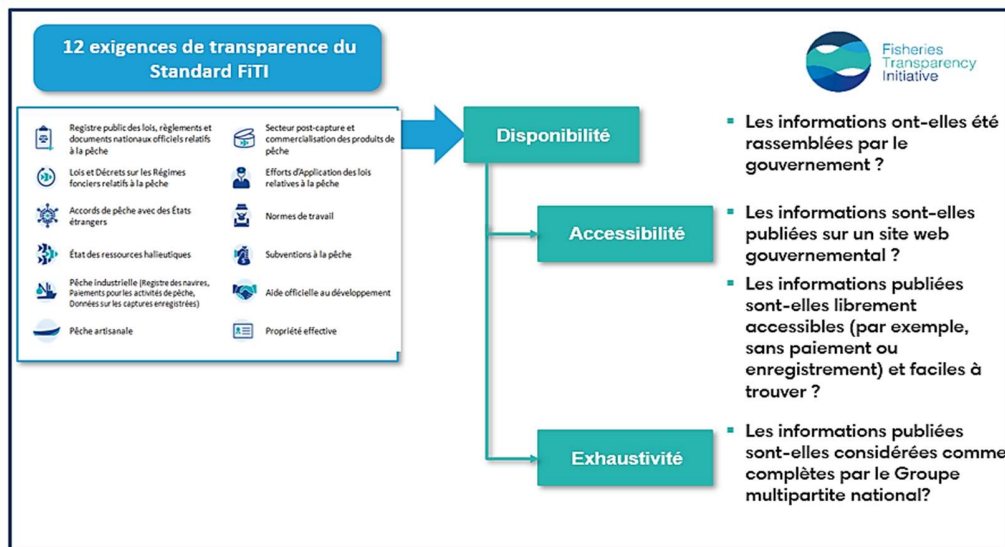 12 exigences de transparence du
Standard FiTI
Fisheries
Transparency
Initiative
Registre public des lois, règlements et
documents nationaux officiels relatifs
à la pêche
Lois et Décrets sur les Régimes
fonciers relatifs à la pêche
Accords de pêche avec des États
étrangers
État des ressources halieutiques
Pêche industrielle (Registre des navires,
Paiements pour les activités de pêche,
Données sur les captures enregistrées)
Pêche artisanale
Secteur post-capture et
commercialisation des produits de
pêche
Efforts d'Application des lois
relatives à la pêche
Normes de travail
Subventions à la pêche
Aide officielle au développement
Propriété effective
Disponibilité
▪ Les informations ont-elles été
rassemblées par le
gouvernement ?
Accessibilité
▪ Les informations sont-elles
publiées sur un site web
gouvernemental ?
▪ Les informations publiées
sont-elles librement
accessibles (par exemple,
sans paiement ou
enregistrement) et faciles à
trouver ?
Exhaustivité
▪ Les informations publiées
sont-elles considérées comme
complètes par le Groupe
multipartite national?